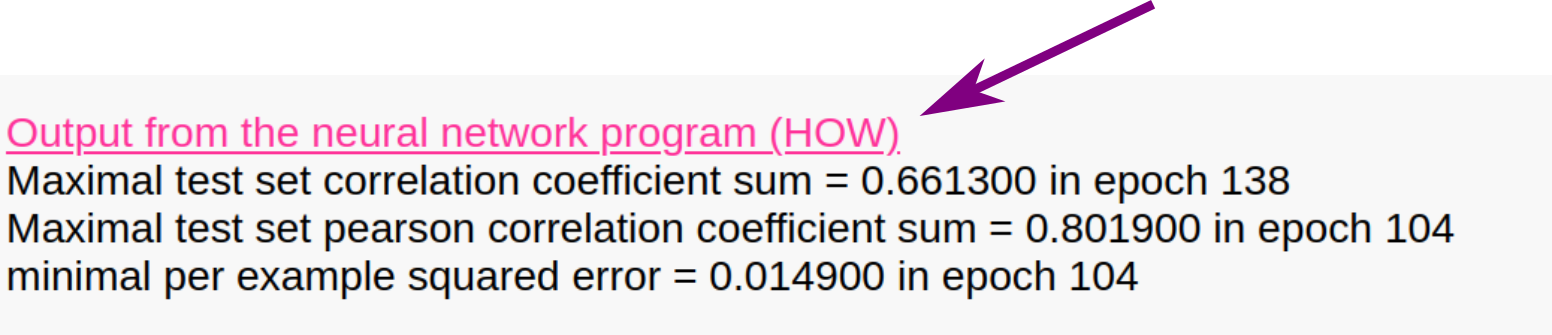 Output from the neural network program (HOW)
Maximal test set correlation coefficient sum = 0.661300 in epoch 138
Maximal test set pearson correlation coefficient sum = 0.801900 in epoch 104
minimal per example squared error = 0.014900 in epoch 104